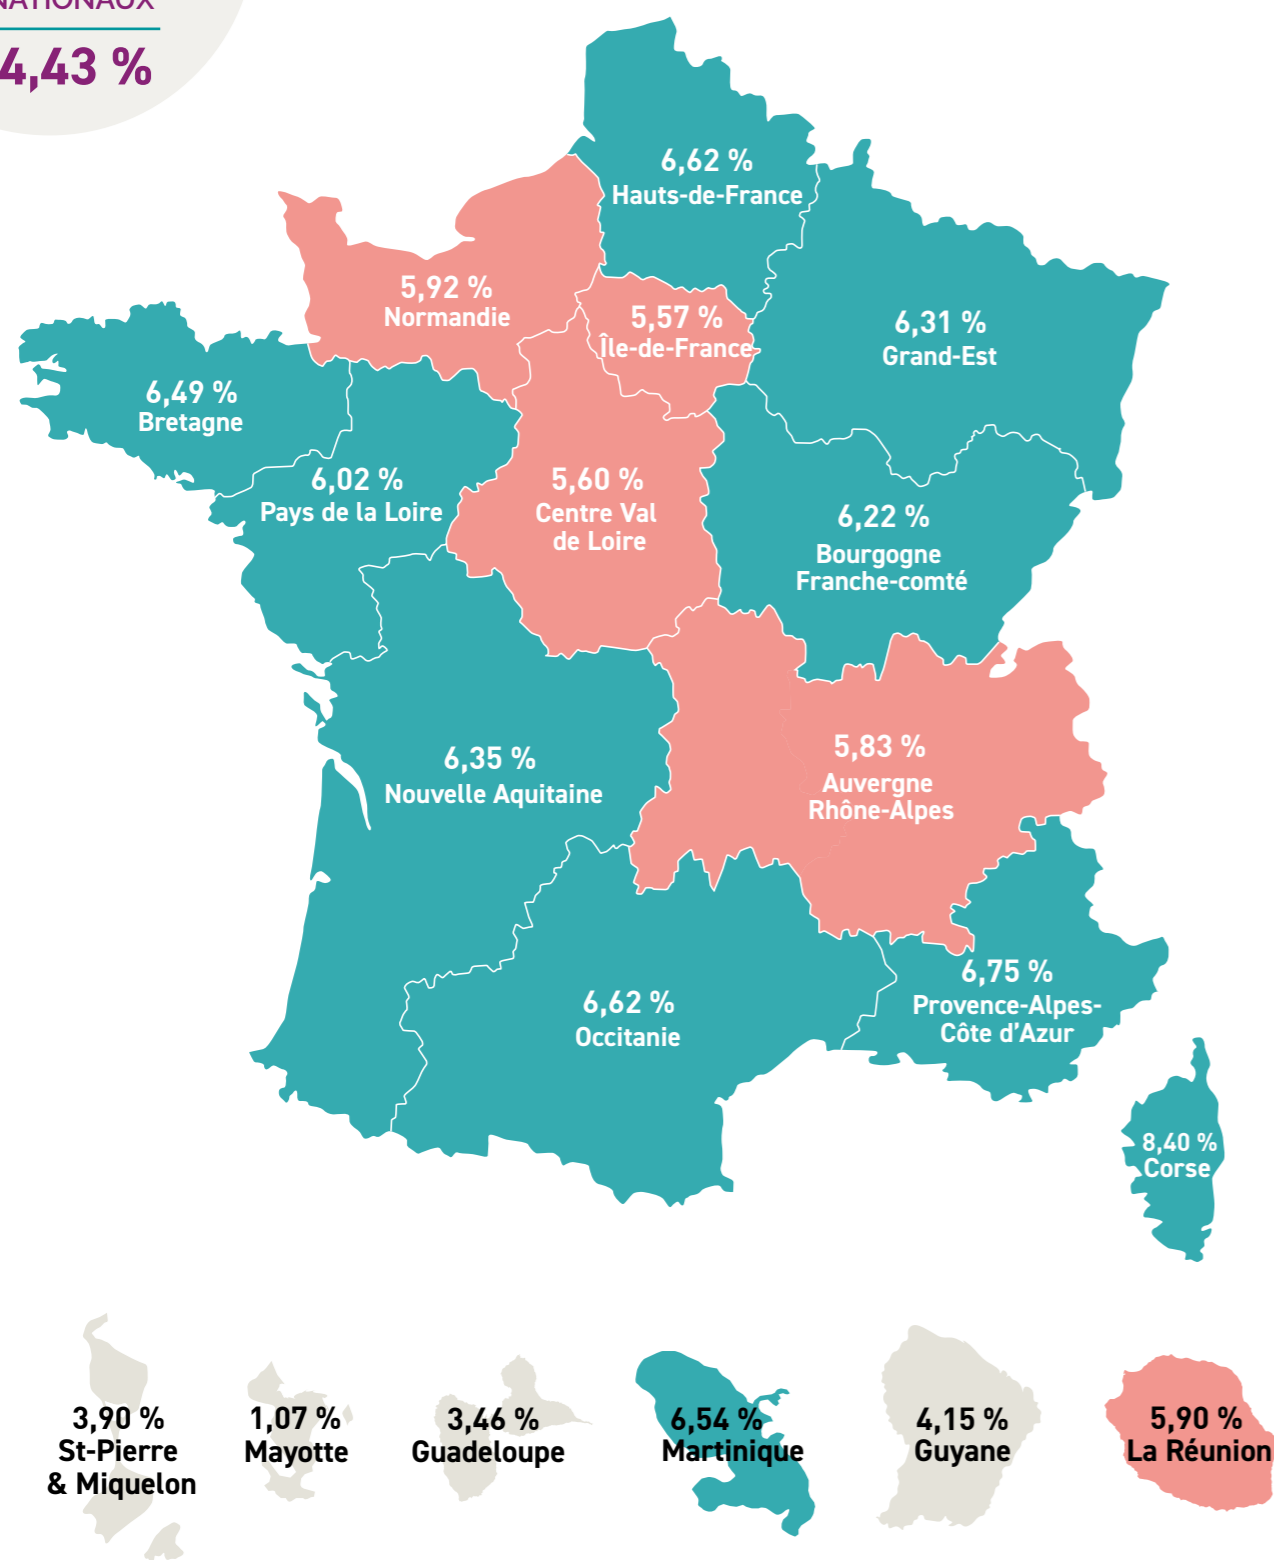 NATIONAUX
4,43 %
6,62 %
Hauts-de-France
5,92 %
Normandie
5,57 %
Île-de-France
6,31 %
Grand-Est
6,49 %
Bretagne
6,02 %
Pays de la Loire
5,60 %
Centre Val
de Loire
6,22 %
Bourgogne
Franche-comté
6,35 %
Nouvelle Aquitaine
5,83 %
Auvergne
Rhône-Alpes
6,62 %
Occitanie
6,75 %
Provence-Alpes-
Côte d’Azur
8,40 %
Corse
3,90 %
St-Pierre
& Miquelon
1,07 %
Mayotte
3,46 %
Guadeloupe
6,54 %
Martinique
4,15 %
Guyane
5,90 %
La Réunion